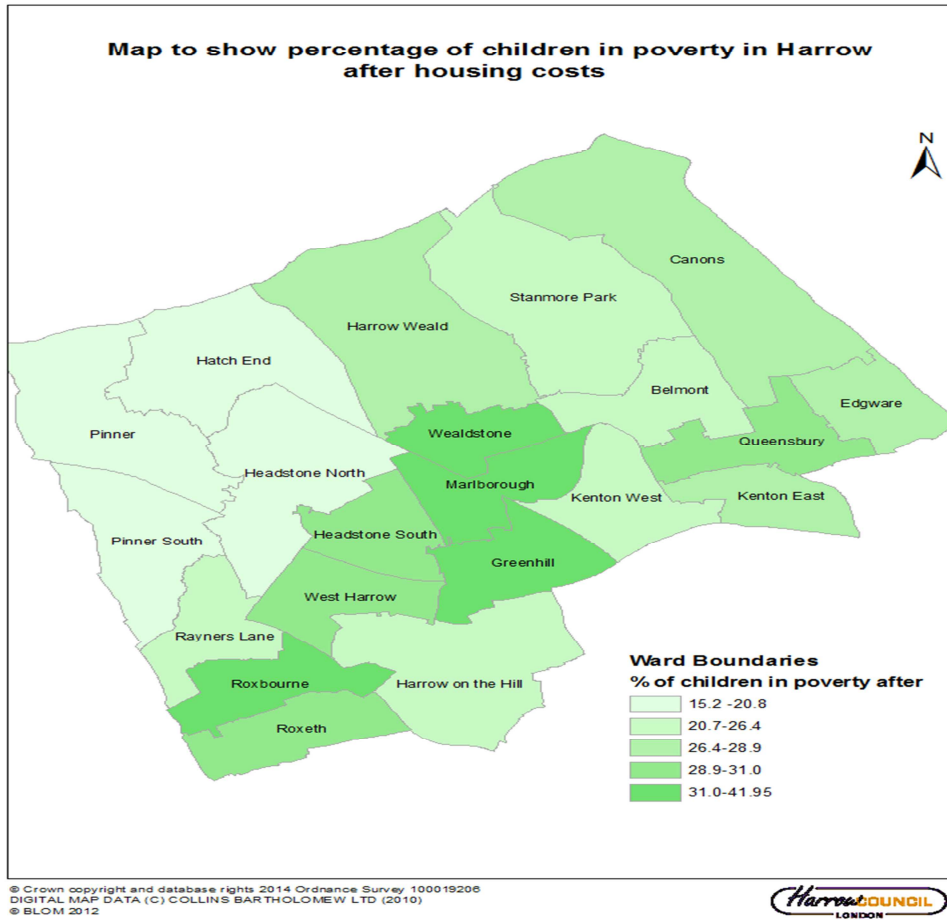 Map to show percentage of children in poverty in Harrow
after housing costs
N
Canons
Stanmore Park
Harrow Weald
Hatch End
Belmont
Edgware
Pinner
Wealdstone
Queensbury
Headstone North
Marlborough
Kenton West
Kenton East
Pinner South
Headstone South
Greenhill
West Harrow
Rayners Lane
Roxbourne
Harrow on the Hill
Roxeth
Ward Boundaries
% of children in poverty after
15.2 -20.8
20.7-26.4
26.4-28.9
28.9-31.0
31.0-41.95
© Crown copyright and database rights 2014 Ordnance Survey 100019206
DIGITAL MAP DATA (C) COLLINS BARTHOLOMEW LTD (2010)
© BLOM 2012
HarrowCOUNCIL
LONDON